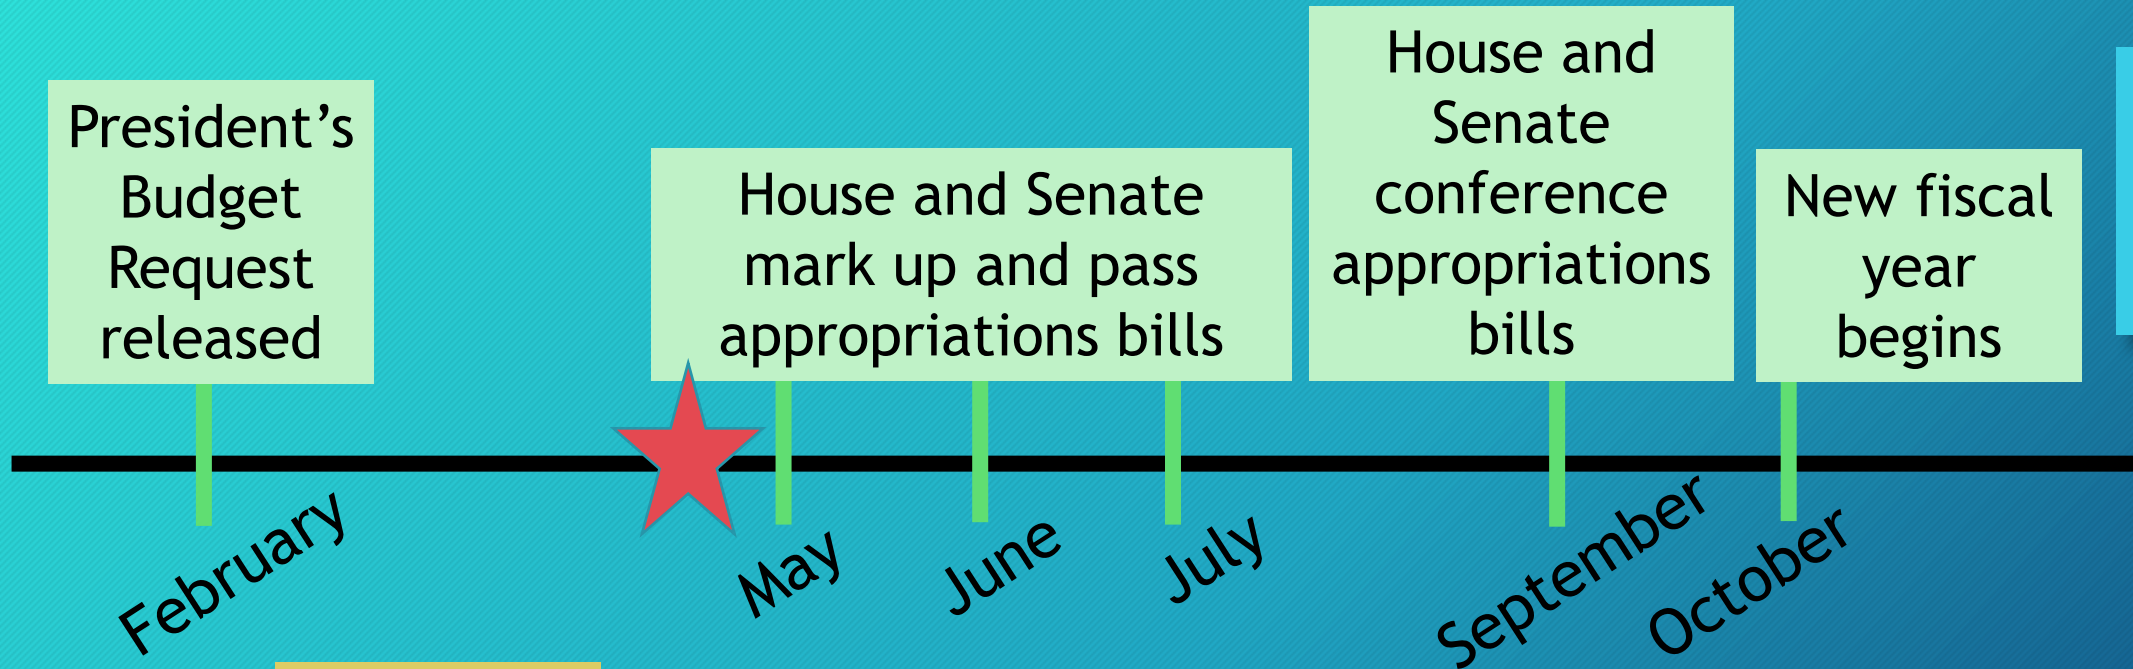 President’s
Budget
Request
released
House and Senate
mark up and pass
appropriations bills
House and
Senate
conference
appropriations
bills
New fiscal
year
begins
February
May
June
July
September
October